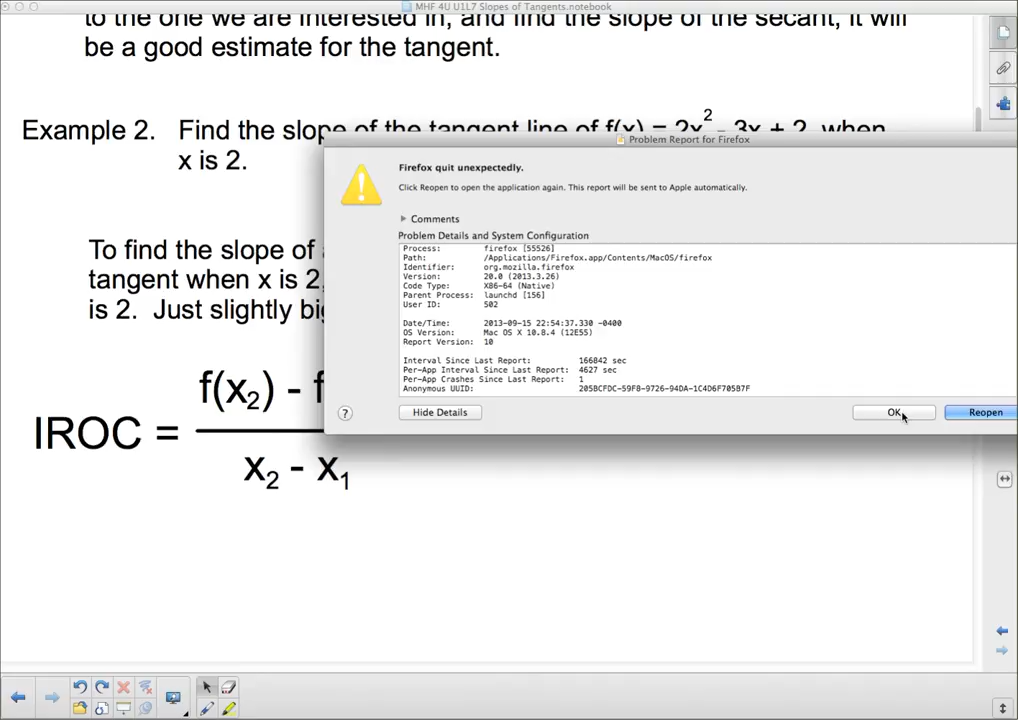 MHF 4U U1L7 Slopes of Tangents.notebook
to the one we are interested in, and find the slope of the secant, it will
be a good estimate for the tangent.
Example 2. Find the slope of the tangent line of f(x) = 2x² - 3x + 2, when
x is 2.
Problem Report for Firefox
Firefox quit unexpectedly.
Click Reopen to open the application again. This report will be sent to Apple automatically.
Comments
Problem Details and System Configuration
Process: firefox [55526]
Path: /Applications/Firefox.app/Contents/MacOS/firefox
Identifier: org.mozilla.firefox
Version: 20.0 (2013.3.26)
Code Type: X86-64 (Native)
Parent Process: launchd [156]
User ID: 502
Date/Time: 2013-09-15 22:54:37.330 -0400
OS Version: Mac OS X 10.8.4 (12E55)
Report Version: 10
Interval Since Last Report: 166842 sec
Per-App Interval Since Last Report: 4627 sec
Per-App Crashes Since Last Report: 1
Anonymous UUID: 205BCFDC-59F8-9726-94DA-1C4D6F705B7F
? Hide Details OK Reopen
To find the slope of
tangent when x is 2,
is 2. Just slightly
f(x₂) - f
IROC =
x₂ - x₁